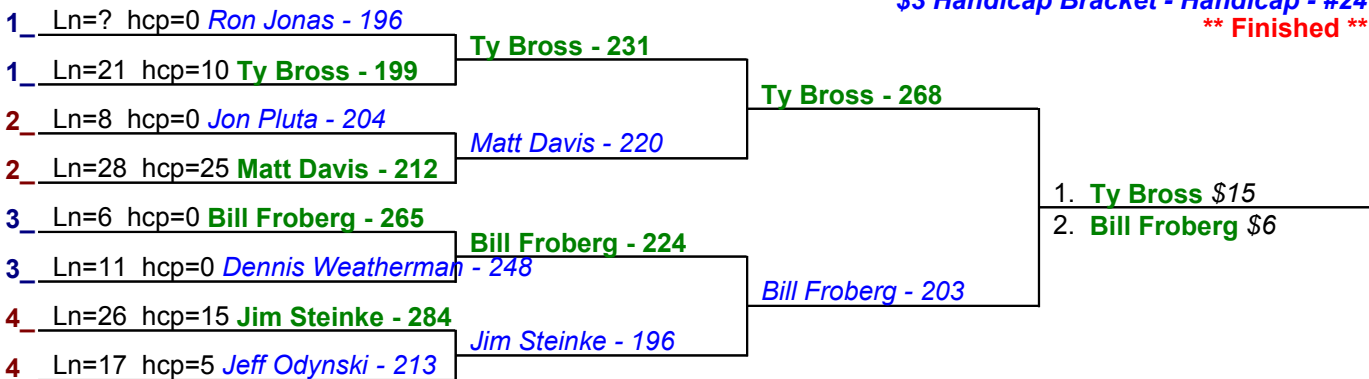 $3 Handicap Bracket - Handicap - #24
** Finished **
1_ Ln=? hcp=0 Ron Jonas - 196
Ty Bross - 231
1_ Ln=21 hcp=10 Ty Bross - 199
Ty Bross - 268
2_ Ln=8 hcp=0 Jon Pluta - 204
Matt Davis - 220
2_ Ln=28 hcp=25 Matt Davis - 212
1. Ty Bross $15
3_ Ln=6 hcp=0 Bill Froberg - 265
2. Bill Froberg $6
Bill Froberg - 224
3_ Ln=11 hcp=0 Dennis Weatherman - 248
Bill Froberg - 203
4_ Ln=26 hcp=15 Jim Steinke - 284
Jim Steinke - 196
4 Ln=17 hcp=5 Jeff Odynski - 213